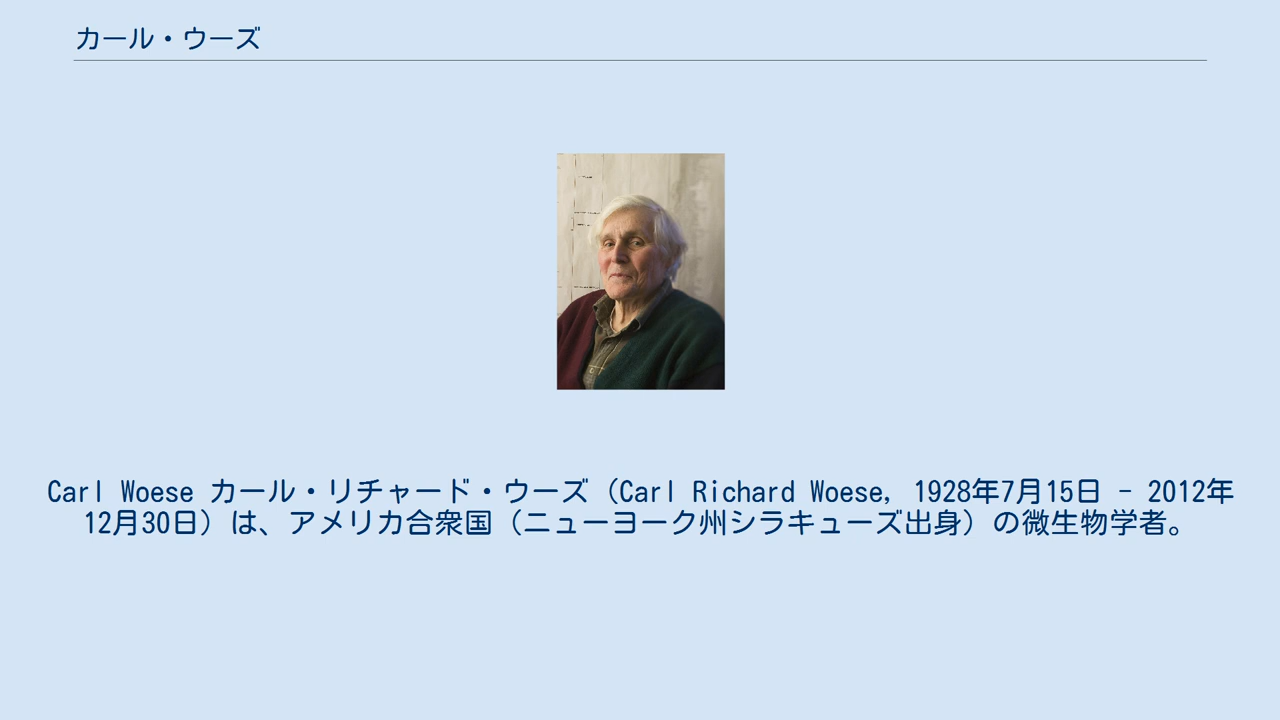 カール・ウーズ
Carl Woese カール・リチャード・ウーズ（Carl Richard Woese, 1928年7月15日 - 2012年
12月30日）は、アメリカ合衆国（ニューヨーク州シラキューズ出身）の微生物学者。